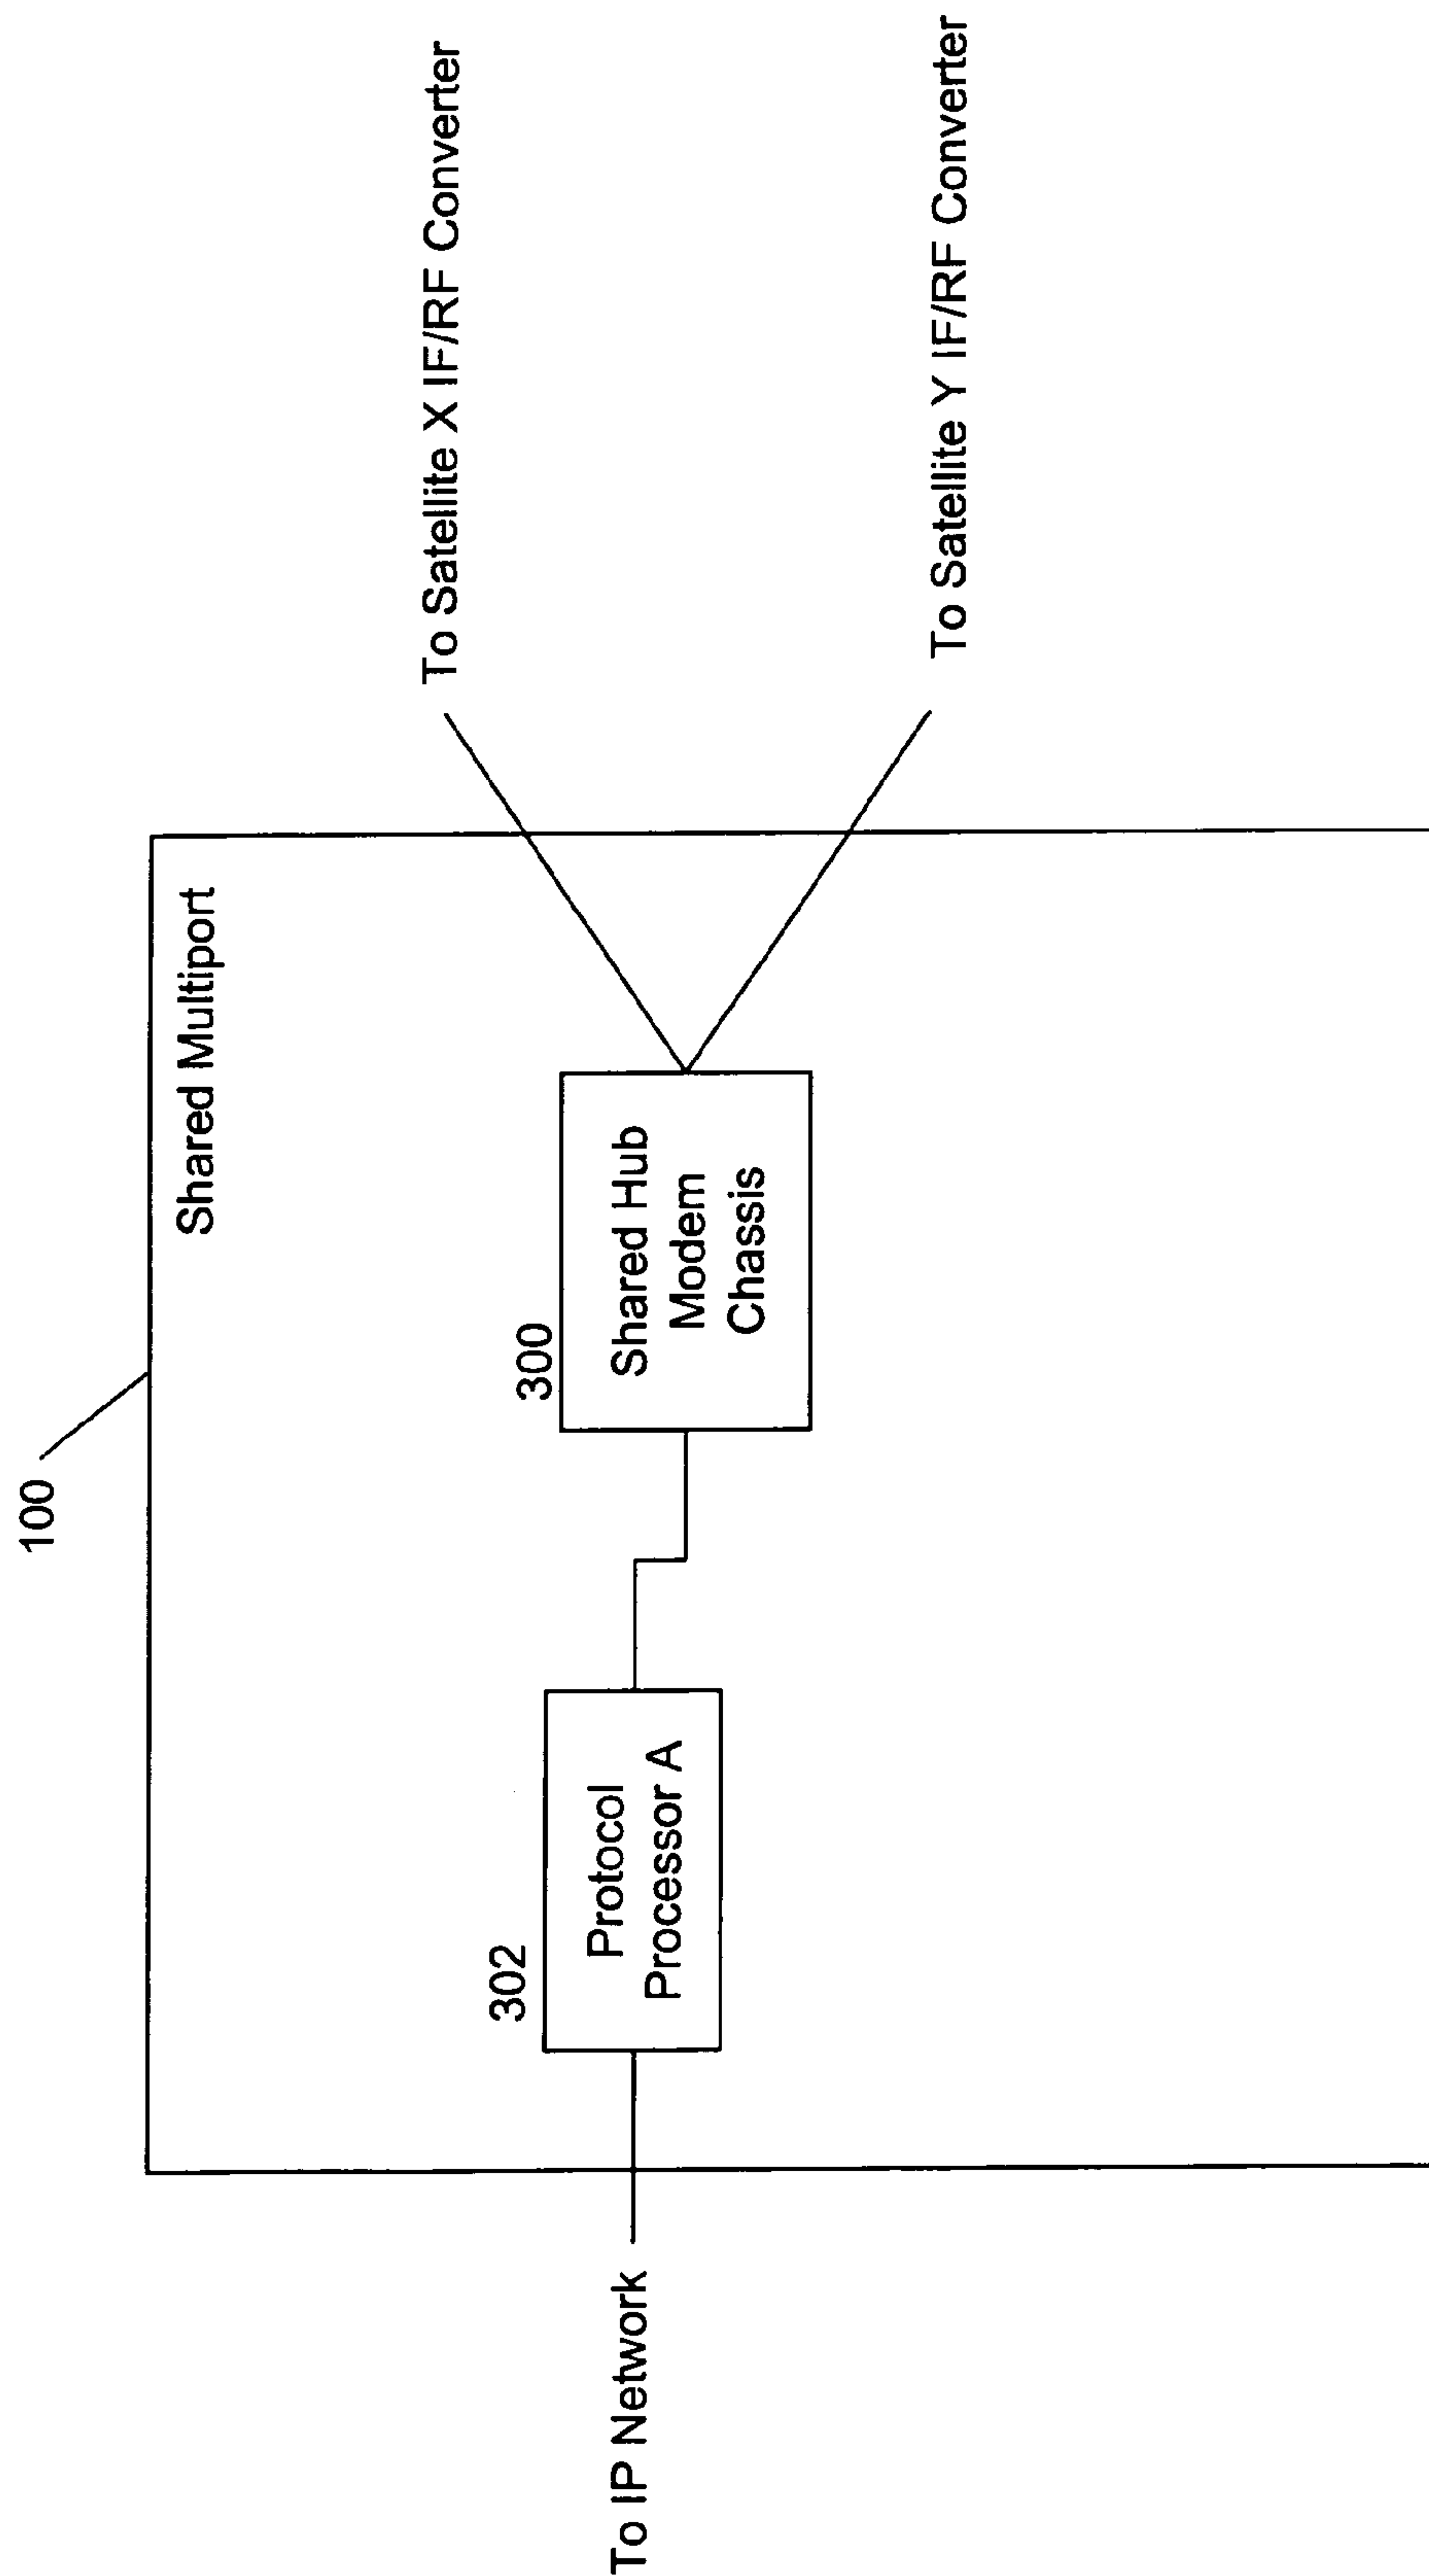 100
Shared Multiport
To Satellite X IF/RF Converter
300
Shared Hub
Modem
Chassis
302
Protocol
Processor A
To IP Network
To Satellite Y IF/RF Converter